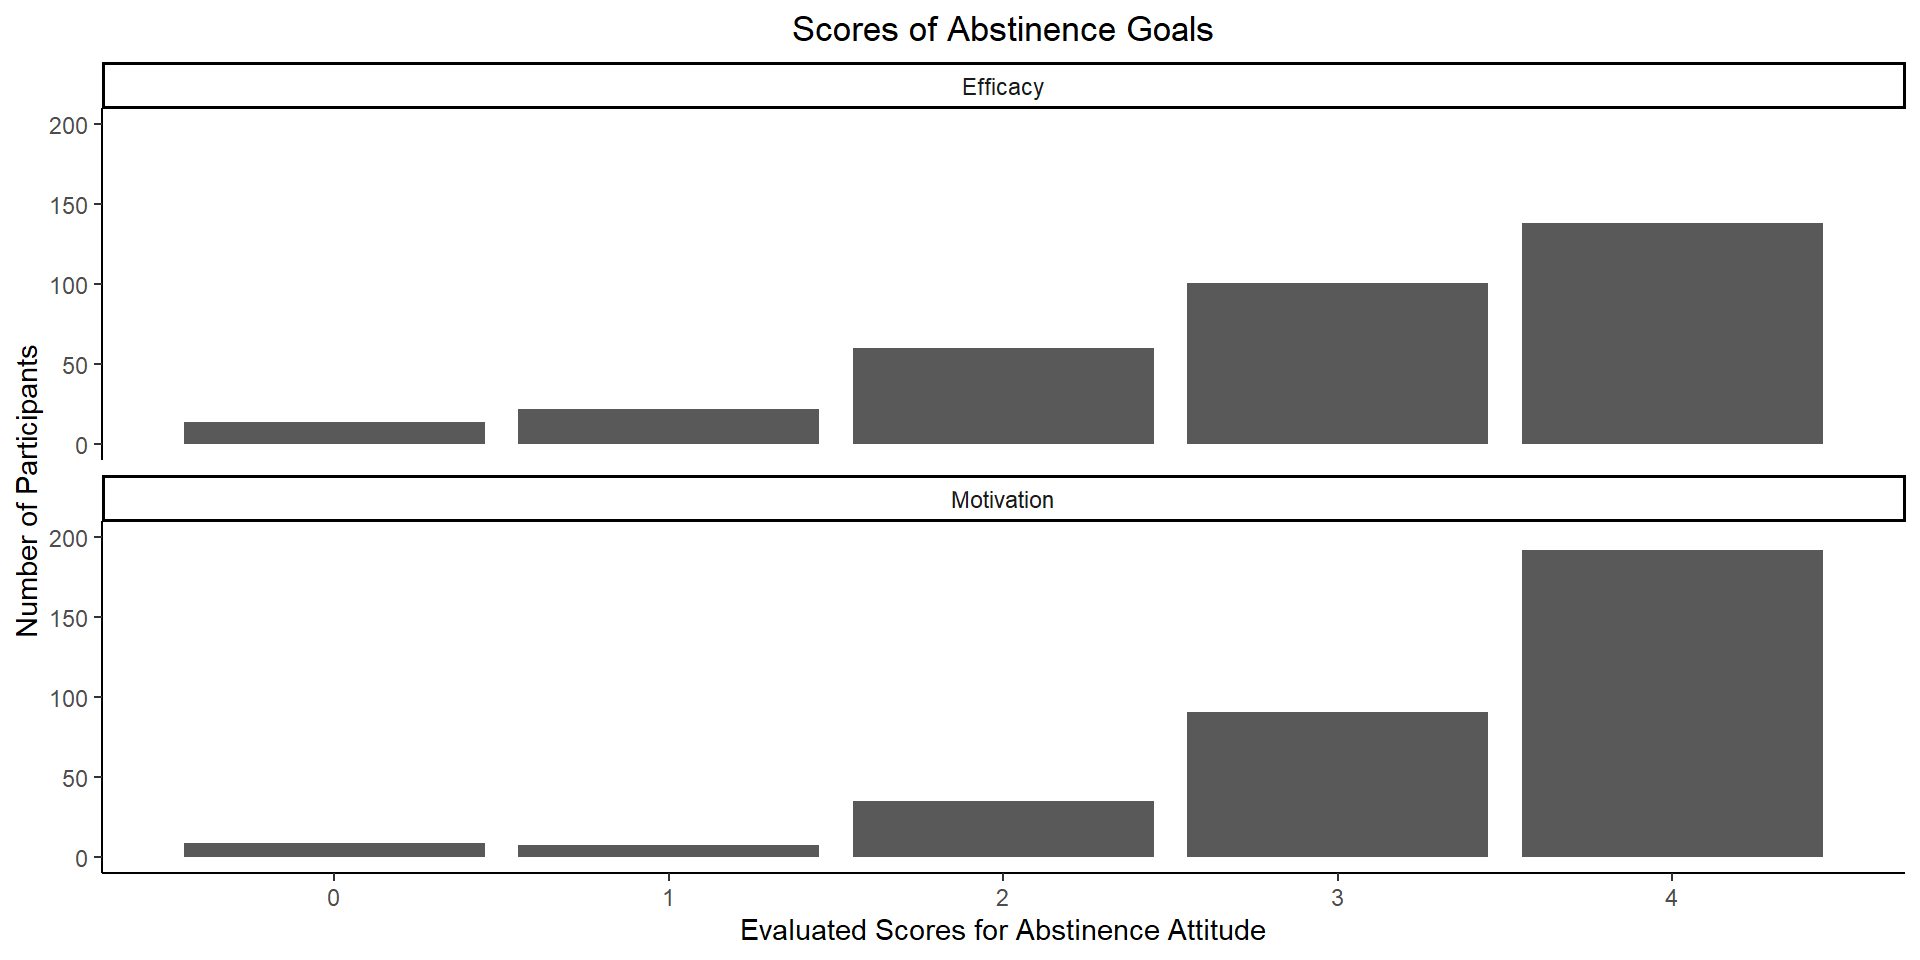 Scores of Abstinence Goals
Efficacy
200
150
100
50
0
Number of Participants
Motivation
200
150
100
50
0
0 1 2 3 4
Evaluated Scores for Abstinence Attitude